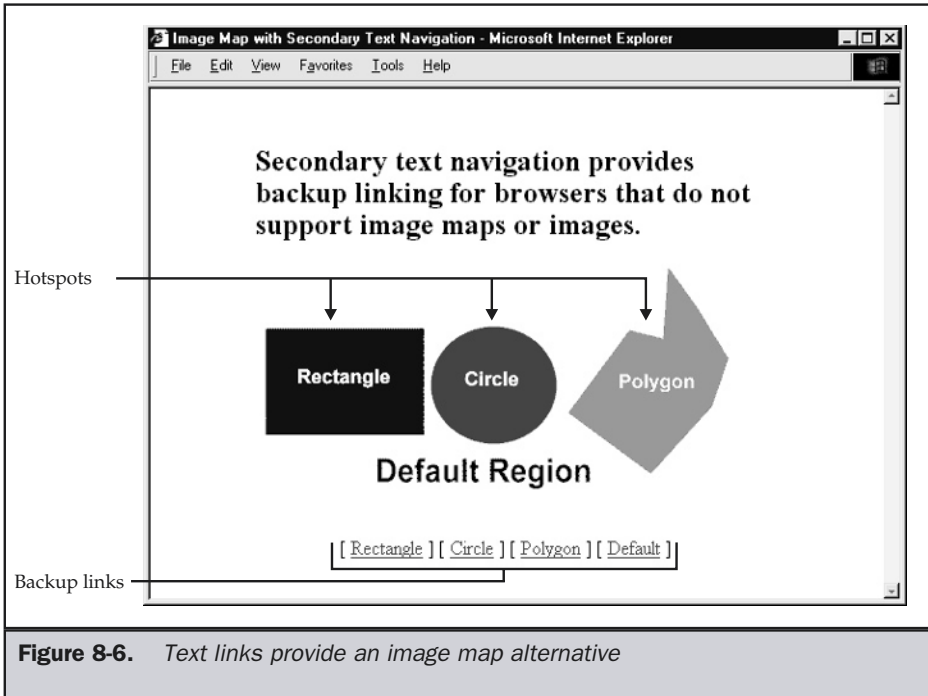 Image Map with Secondary Text Navigation - Microsoft Internet Explorer
File Edit View Favorites Tools Help
Secondary text navigation provides
backup linking for browsers that do not
support image maps or images.
Hotspots
Rectangle
Circle
Polygon
Default Region
[ Rectangle ] [ Circle ] [ Polygon ] [ Default ]
Backup links
Figure 8-6. Text links provide an image map alternative